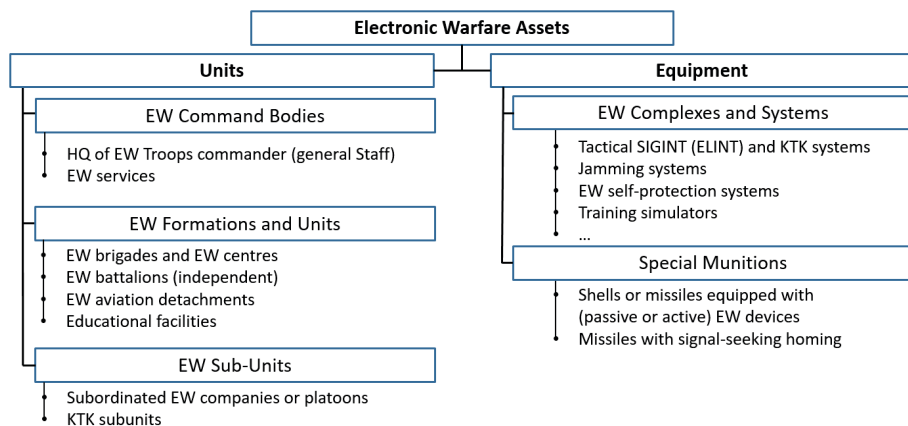 Electronic Warfare Assets
Units
EW Command Bodies
HQ of EW Troops commander (general Staff)
EW services
EW Formations and Units
EW brigades and EW centres
EW battalions (independent)
EW aviation detachments
Educational facilities
EW Sub-Units
Subordinated EW companies or platoons
KTK subunits
Equipment
EW Complexes and Systems
Tactical SIGINT (ELINT) and KTK systems
Jamming systems
EW self-protection systems
Training simulators
...
Special Munitions
Shells or missiles equipped with
(passive or active) EW devices
Missiles with signal-seeking homing